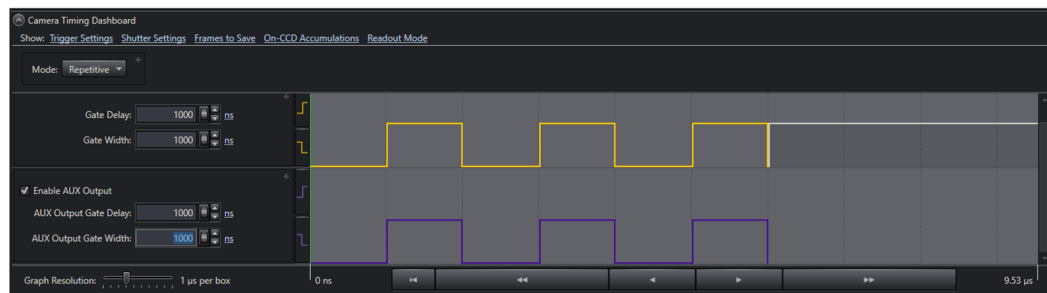 Camera Timing Dashboard
Show: Trigger Settings Shutter Settings Frames to Save On-CCD Accumulations Readout Mode
Mode: Repetitive
Gate Delay: 1000 ns
Gate Width: 1000 ns
Enable AUX Output
AUX Output Gate Delay: 1000 ns
AUX Output Gate Width: 1000 ns
Graph Resolution: 1 µs per box 0 ns 9.53 µs